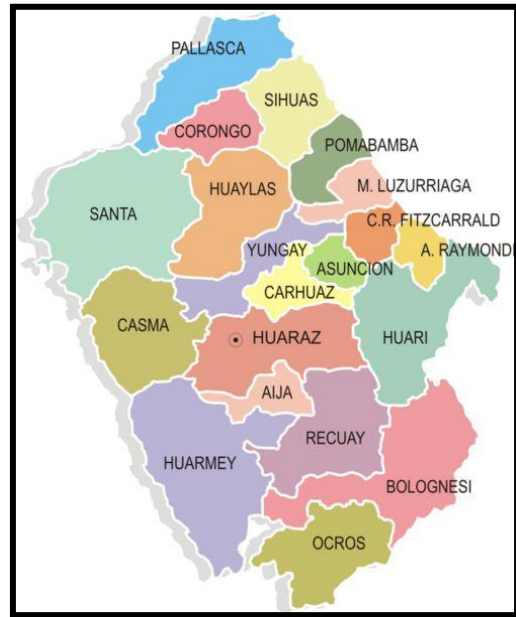 PALLASCA
SIHUAS
CORONGO
POMABAMBA
HUAYLAS
M. LUZURRIAGA
SANTA
C.R. FITZCARRALD
YUNGAY
A. RAYMONDI
ASUNCION
CARHUAZ
CASMA
HUARAZ
HUARI
AIJA
RECUAY
HUARMEY
BOLOGNESI
OCROS